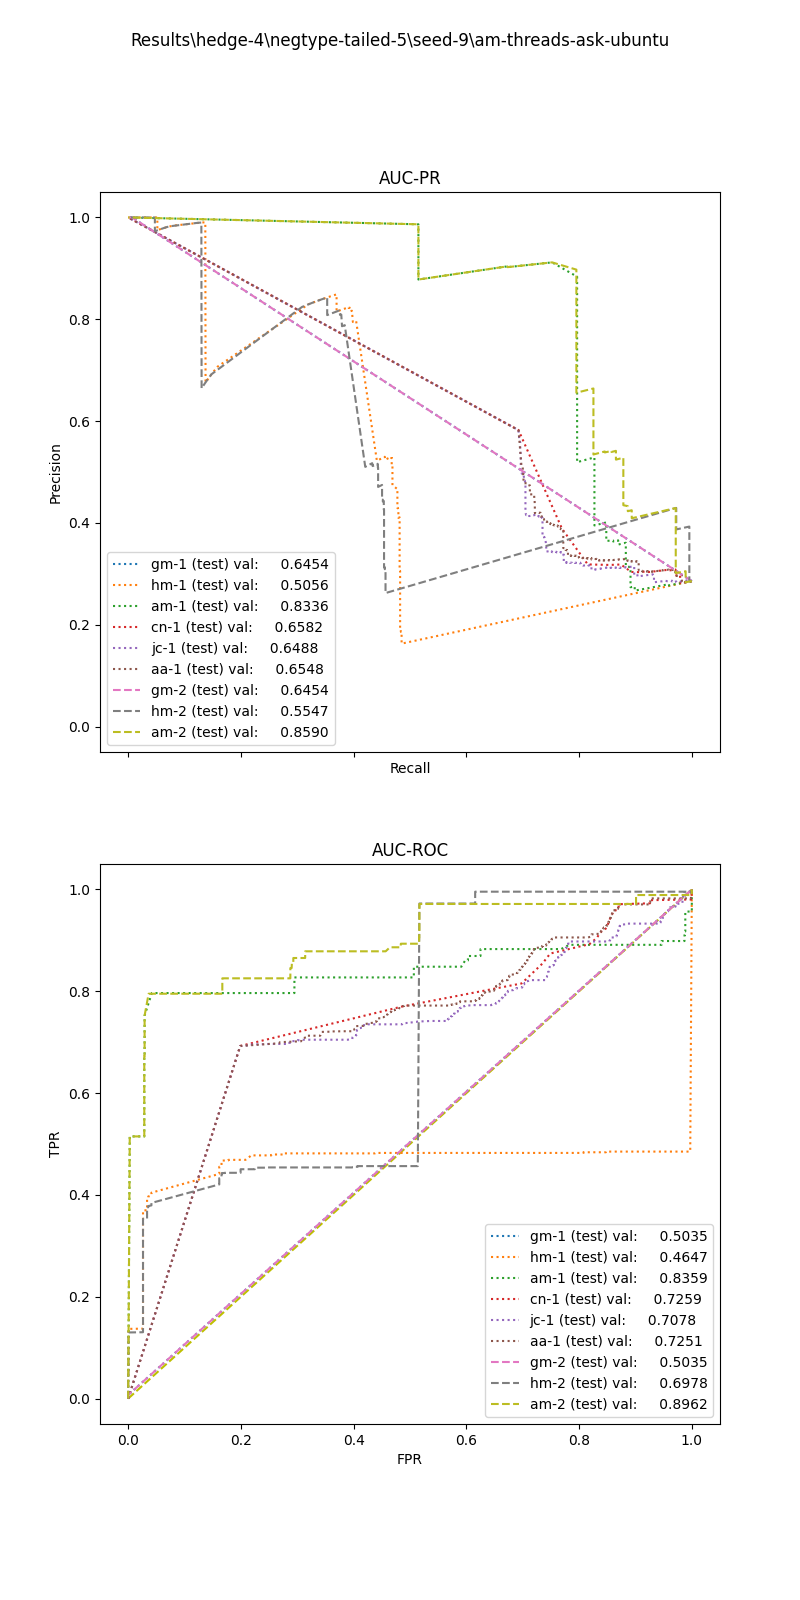 Results\hedge-4\negtype-tailed-5\seed-9\am-threads-ask-ubuntu
AUC-PR
1.0
0.8
0.6
0.4
0.2
0.0
Precision
gm-1 (test) val: 0.6454
hm-1 (test) val: 0.5056
am-1 (test) val: 0.8336
cn-1 (test) val: 0.6582
jc-1 (test) val: 0.6488
aa-1 (test) val: 0.6548
gm-2 (test) val: 0.6454
hm-2 (test) val: 0.5547
am-2 (test) val: 0.8590
Recall
AUC-ROC
1.0
0.8
0.6
0.4
0.2
0.0
TPR
gm-1 (test) val: 0.5035
hm-1 (test) val: 0.4647
am-1 (test) val: 0.8359
cn-1 (test) val: 0.7259
jc-1 (test) val: 0.7078
aa-1 (test) val: 0.7251
gm-2 (test) val: 0.5035
hm-2 (test) val: 0.6978
am-2 (test) val: 0.8962
0.0 0.2 0.4 0.6 0.8 1.0
FPR